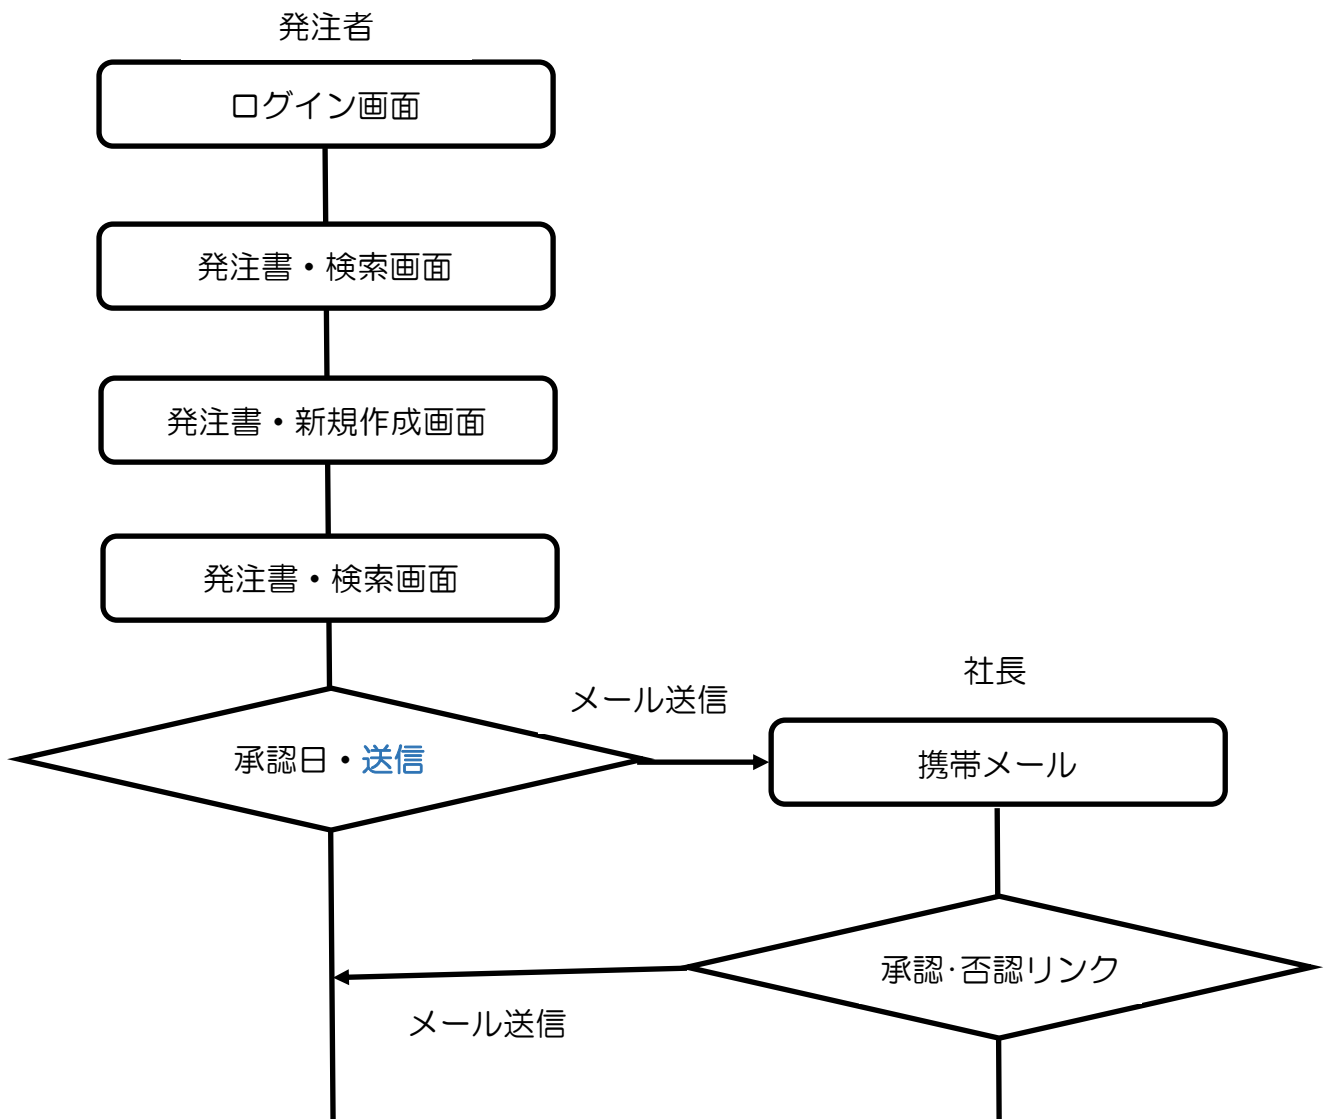 発注者
ログイン画面
発注書・検索画面
発注書・新規作成画面
発注書・検索画面
社長
メール送信
承認日・送信
携帯メール
承認･否認リンク
メール送信